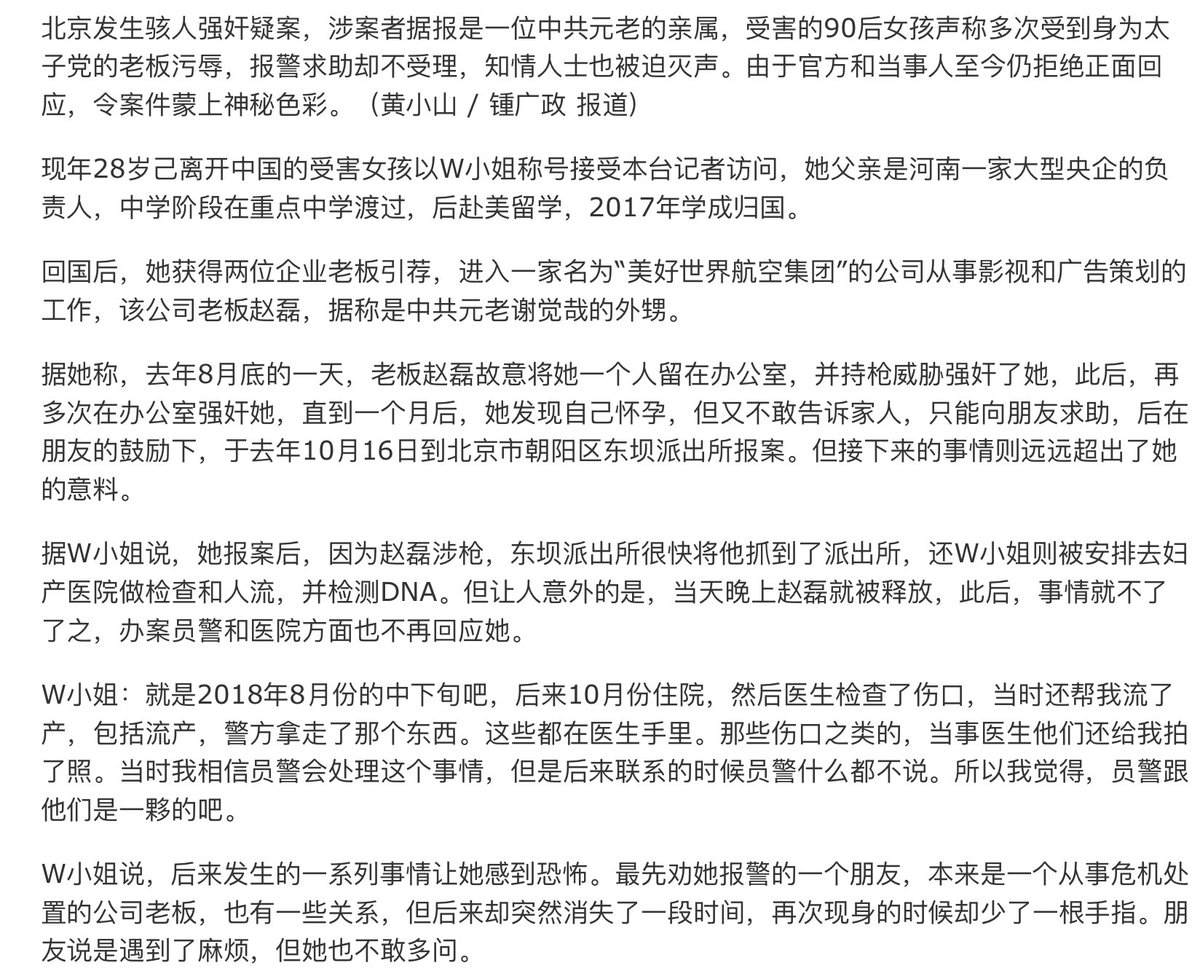 北京发生骇人强奸疑案，涉案者据报是一位中共元老的亲属，受害的90后女孩声称多次受到身为太
子党的老板污辱，报警求助却不受理，知情人士也被迫灭声。由于官方和当事人至今仍拒绝正面回
应，令案件蒙上神秘色彩。（黄小山 / 锺广政 报道）
现年28岁己离开中国的受害女孩以W小姐称号接受本台记者访问，她父亲是河南一家大型央企的负
责人，中学阶段在重点中学渡过，后赴美留学，2017年学成归国。
回国后，她获得两位企业老板引荐，进入一家名为“美好世界航空集团”的公司从事影视和广告策划的
工作，该公司老板赵磊，据称是中共元老谢觉哉的外甥。
据她称，去年8月底的一天，老板赵磊故意将她一个人留在办公室，并持枪威胁强奸了她，此后，再
多次在办公室强奸她，直到一个月后，她发现自己怀孕，但又不敢告诉家人，只能向朋友求助，后在
朋友的鼓励下，于去年10月16日到北京市朝阳区东坝派出所报案。但接下来的事情则远远超出了她
的意料。
据W小姐说，她报案后，因为赵磊涉枪，东坝派出所很快将他抓到了派出所，还W小姐则被安排去妇
产医院做检查和人流，并检测DNA。但让人意外的是，当天晚上赵磊就被释放，此后，事情就不了
了之，办案员警和医院方面也不再回应她。
W小姐：就是2018年8月份的中下旬吧，后来10月份住院，然后医生检查了伤口，当时还帮我流了
产，包括流产，警方拿走了那个东西。这些都在医生手里。那些伤口之类的，当事医生他们还给我拍
了照。当时我相信员警会处理这个事情，但是后来联系的时候员警什么都不说。所以我觉得，员警跟
他们是一夥的吧。
W小姐说，后来发生的一系列事情让她感到恐怖。最先劝她报警的一个朋友，本来是一个从事危机处
置的公司老板，也有一些关系，但后来却突然消失了一段时间，再次现身的时候却少了一根手指。朋
友说是遇到了麻烦，但她也不敢多问。